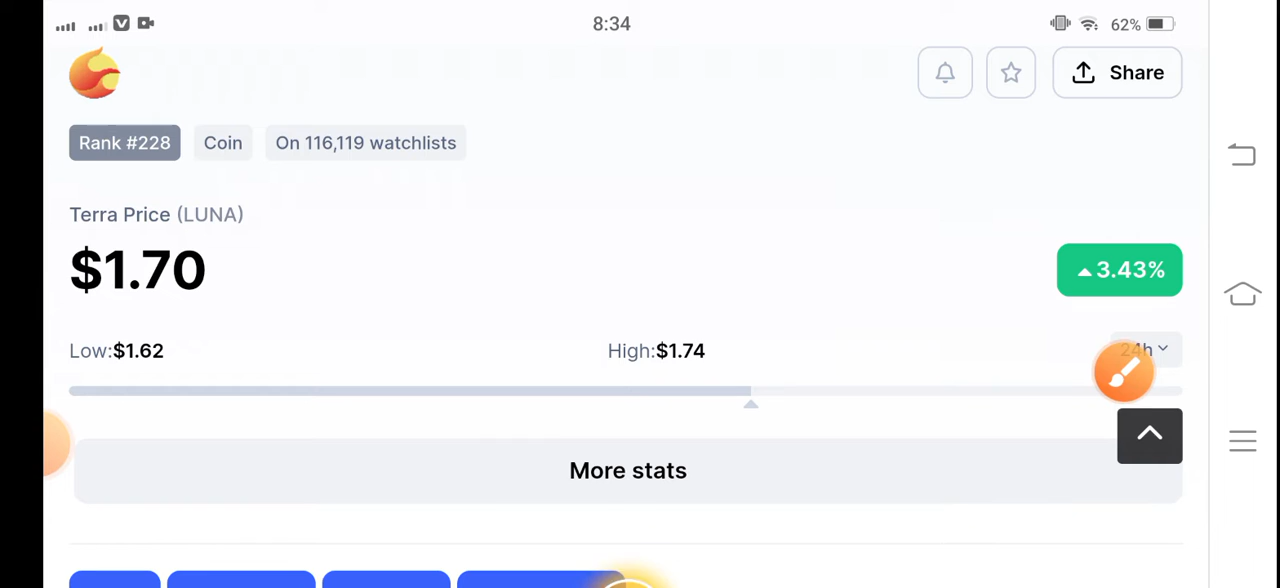 8:34
62%
Share
Rank #228 Coin On 116,119 watchlists
Terra Price (LUNA)
$1.70
3.43%
Low:$1.62 High:$1.74 24h
More stats